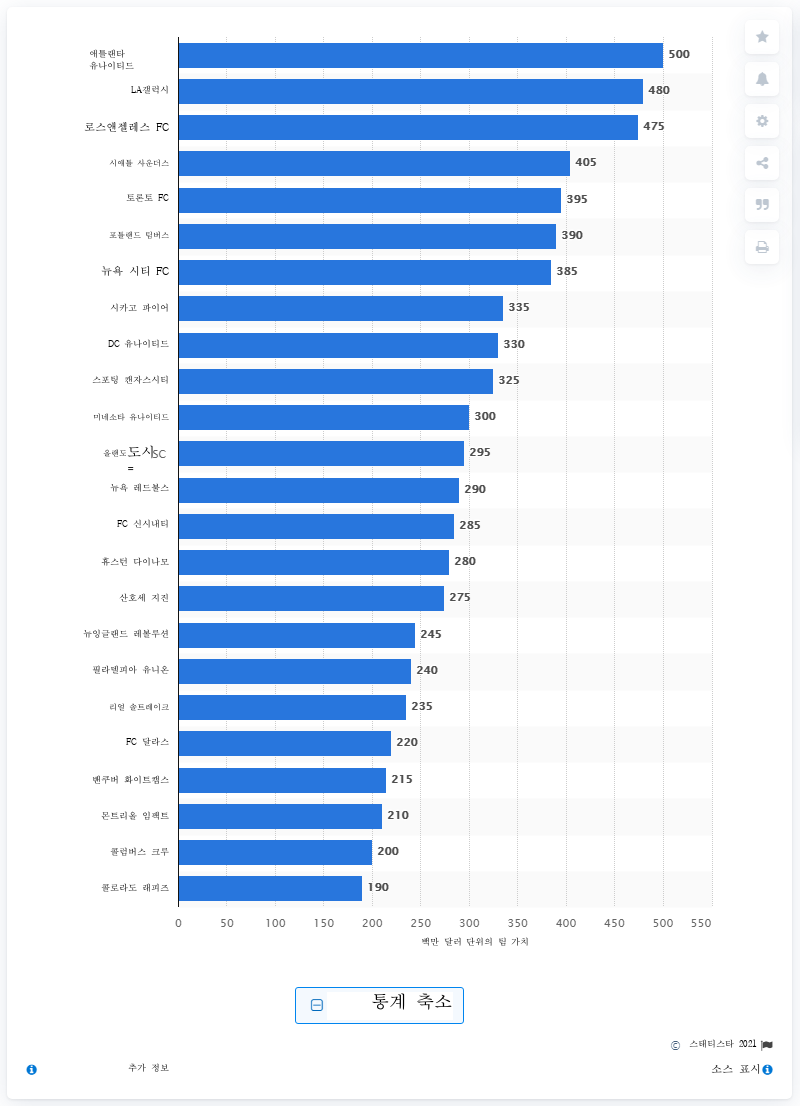 애틀랜타
유나이티드
500
LA갤럭시
480
로스앤젤레스 FC
475
시애틀 사운더스
405
토론토 FC
395
포틀랜드 팀버스
390
뉴욕 시티 FC
385
시카고 파이어
335
DC 유나이티드
330
스포팅 캔자스시티
325
미네소타 유나이티드
300
올랜도 도시SC
=
295
뉴욕 레드불스
290
FC 신시내티
285
휴스턴 다이나모
280
산호세 지진
275
뉴잉글랜드 레볼루션
245
필라델피아 유니온
240
리얼 솔트레이크
235
FC 달라스
220
밴쿠버 화이트캡스
215
몬트리올 임팩트
210
콜럼버스 크루
200
콜로라도 래피즈
190
0 50 100 150 200 250 300 350 400 450 500 550
백만 달러 단위의 팀 가치
통계 축소
© 스태티스타 2021
추가 정보
소스 표시